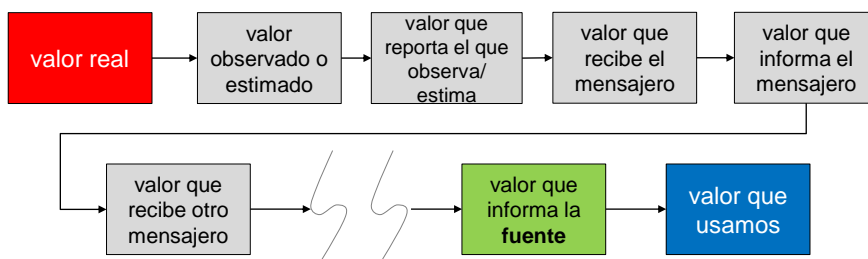 valor real
valor
observado o
estimado
valor que
reporta el que
observa/
estima
valor que
recibe el
mensajero
valor que
informa el
mensajero
valor que
recibe otro
mensajero
valor que
informa la
fuente
valor que
usamos